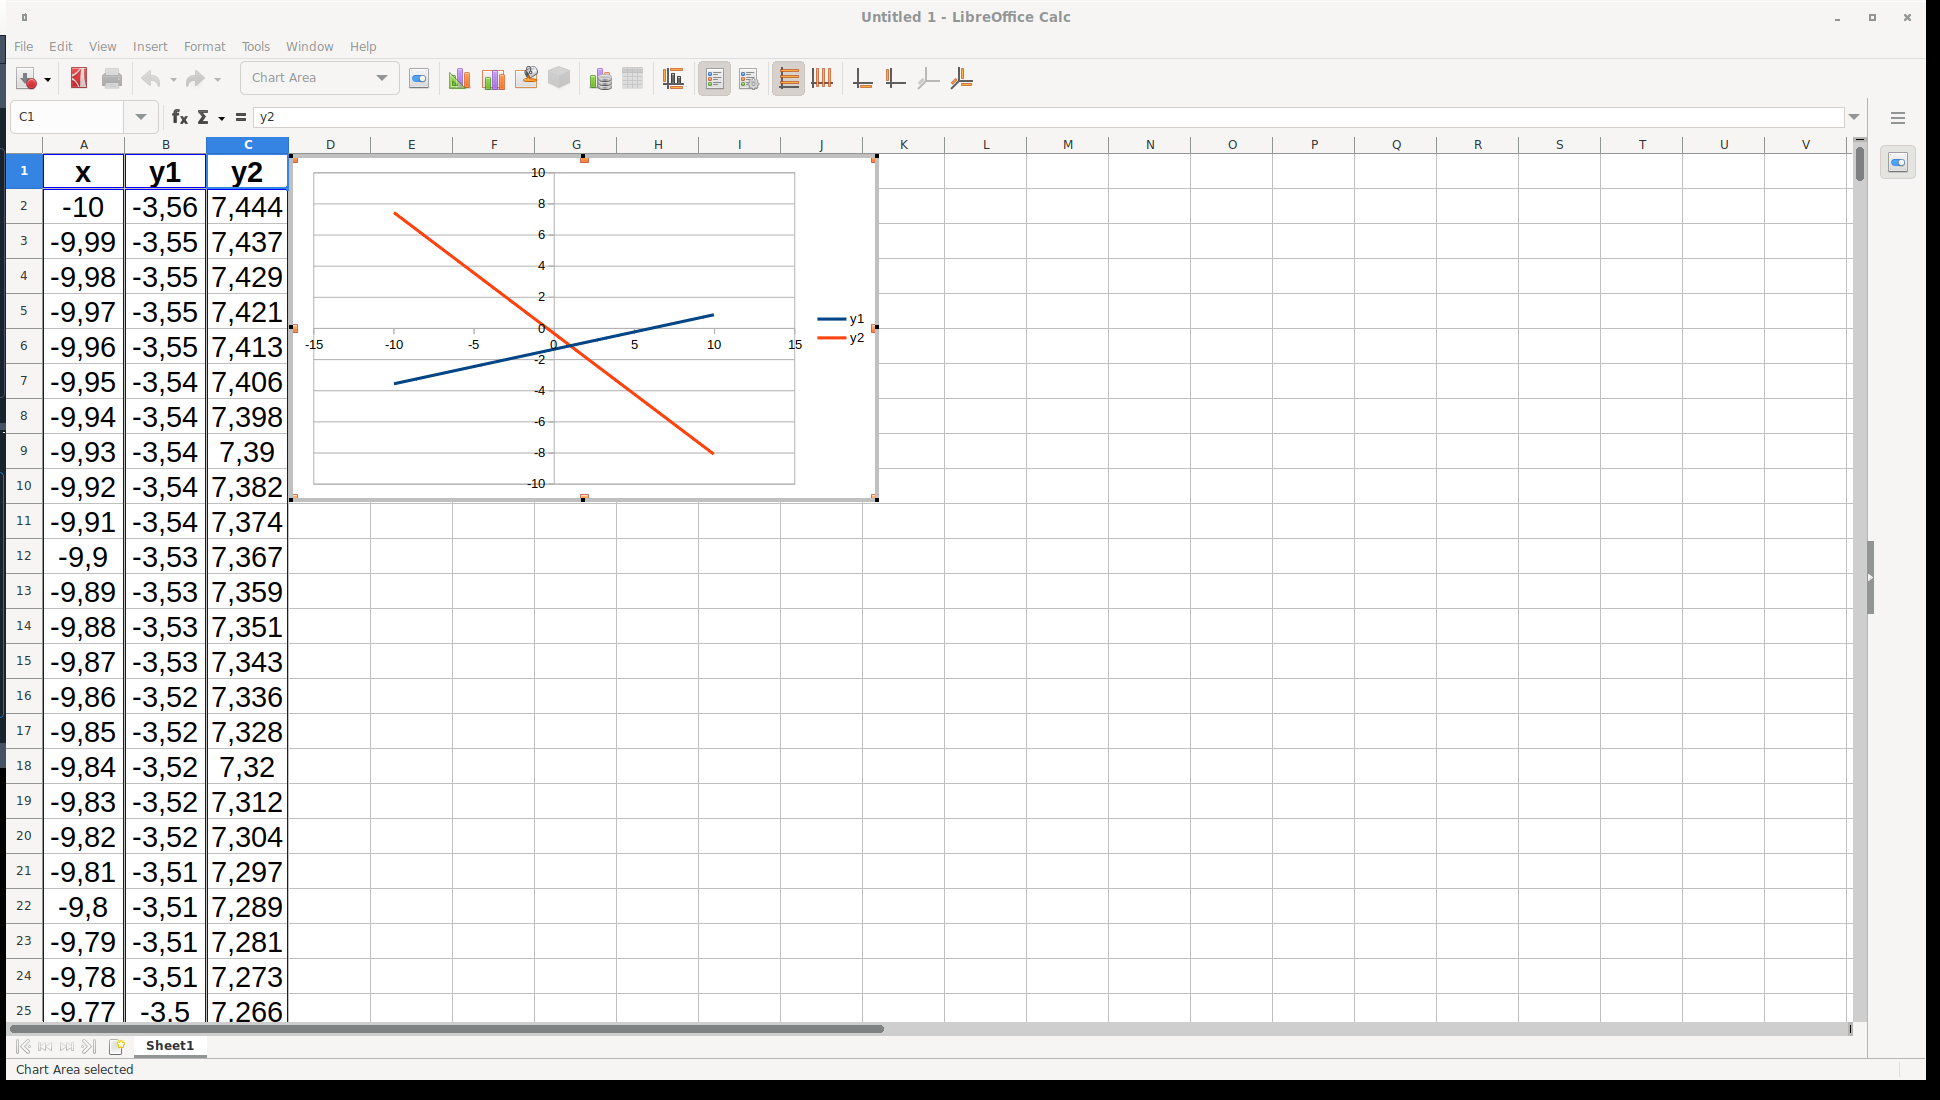 Untitled 1 - LibreOffice Calc
File Edit View Insert Format Tools Window Help
Chart Area
C1 fx Σ = y2
A B C D E F G H I J K L M N O P Q R S T U V
1 x y1 y2
2 -10 -3,56 7,444
3 -9,99 -3,55 7,437
4 -9,98 -3,55 7,429
5 -9,97 -3,55 7,421
6 -9,96 -3,55 7,413
7 -9,95 -3,54 7,406
8 -9,94 -3,54 7,398
9 -9,93 -3,54 7,39
10 -9,92 -3,54 7,382
11 -9,91 -3,54 7,374
12 -9,9 -3,53 7,367
13 -9,89 -3,53 7,359
14 -9,88 -3,53 7,351
15 -9,87 -3,53 7,343
16 -9,86 -3,52 7,336
17 -9,85 -3,52 7,328
18 -9,84 -3,52 7,32
19 -9,83 -3,52 7,312
20 -9,82 -3,52 7,304
21 -9,81 -3,51 7,297
22 -9,8 -3,51 7,289
23 -9,79 -3,51 7,281
24 -9,78 -3,51 7,273
25 -9,77 -3,5 7,266
10
8
6
4
2
0
-15 -10 -5 0 5 10 15
-2
-4
-6
-8
-10
y1
y2
Sheet1
Chart Area selected